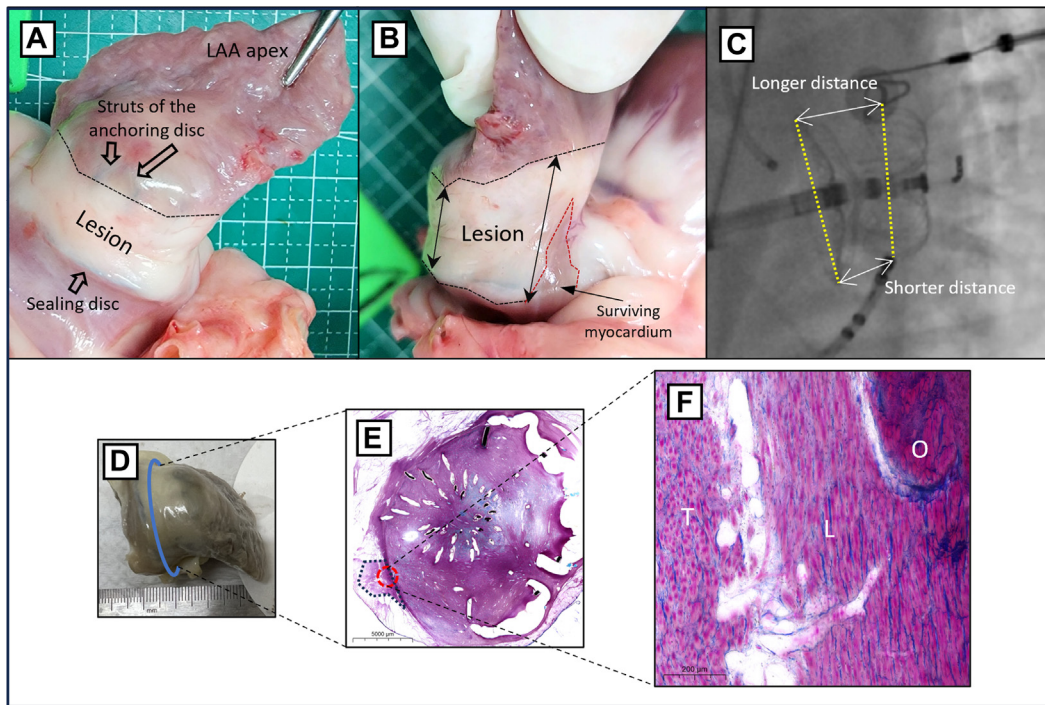 A
LAA apex
Struts of the
anchoring disc
Lesion
Sealing disc
B
Lesion
Surviving
myocardium
C
Longer distance
Shorter distance
D
mm
E
5000 μm
F
T
L
O
200 μm